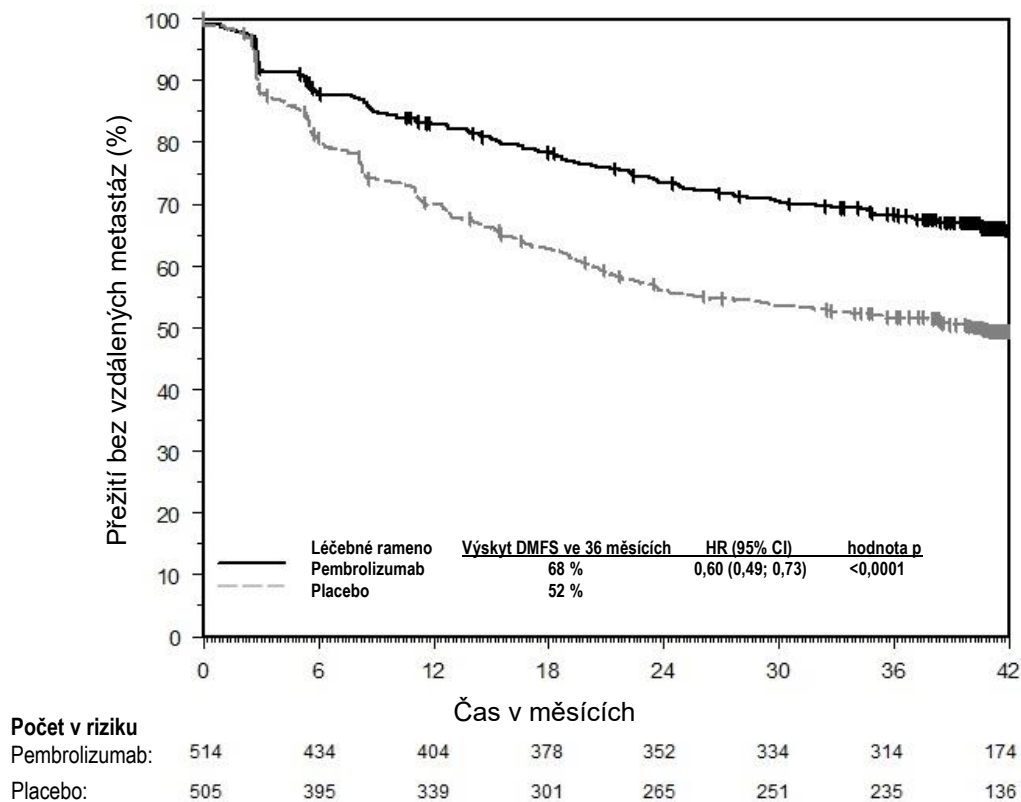 100
90
80
70
60
50
40
30
20
10
0
Přežití bez vzdálených metastáz (%)
Léčebné rameno Výskyt DMFS ve 36 měsících HR (95% CI) hodnota p
Pembrolizumab 68 % 0,60 (0,49; 0,73) <0,0001
Placebo 52 %
0 6 12 18 24 30 36 42
Čas v měsících
Počet v riziku
Pembrolizumab: 514 434 404 378 352 334 314 174
Placebo: 505 395 339 301 265 251 235 136